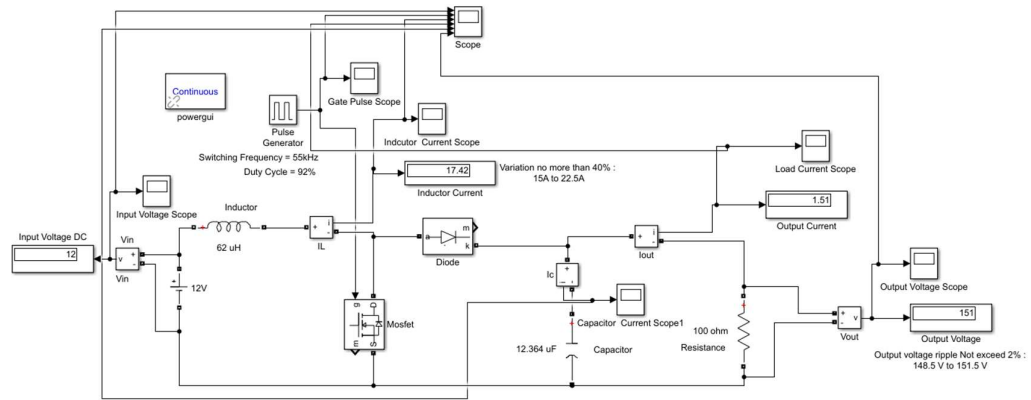 Scope
Continuous
powergui
Pulse
Generator
Gate Pulse Scope
Indcutor Current Scope
Switching Frequency = 55kHz
Duty Cycle = 92%
17.42
Inductor Current
Variation no more than 40% :
15A to 22.5A
Load Current Scope
1.51
Output Current
Input Voltage Scope
Inductor
62 uH
Input Voltage DC
12
Vin
v
+
-
Vin
12V
+
i
-
IL
a
m
k
Diode
+
i
-
Iout
Ic
+
i
-
g
D
S
m
Mosfet
Capacitor Current Scope1
12.364 uF
Capacitor
100 ohm
Resistance
+
-
v
Vout
Output Voltage Scope
151
Output Voltage
Output voltage ripple Not exceed 2% :
148.5 V to 151.5 V